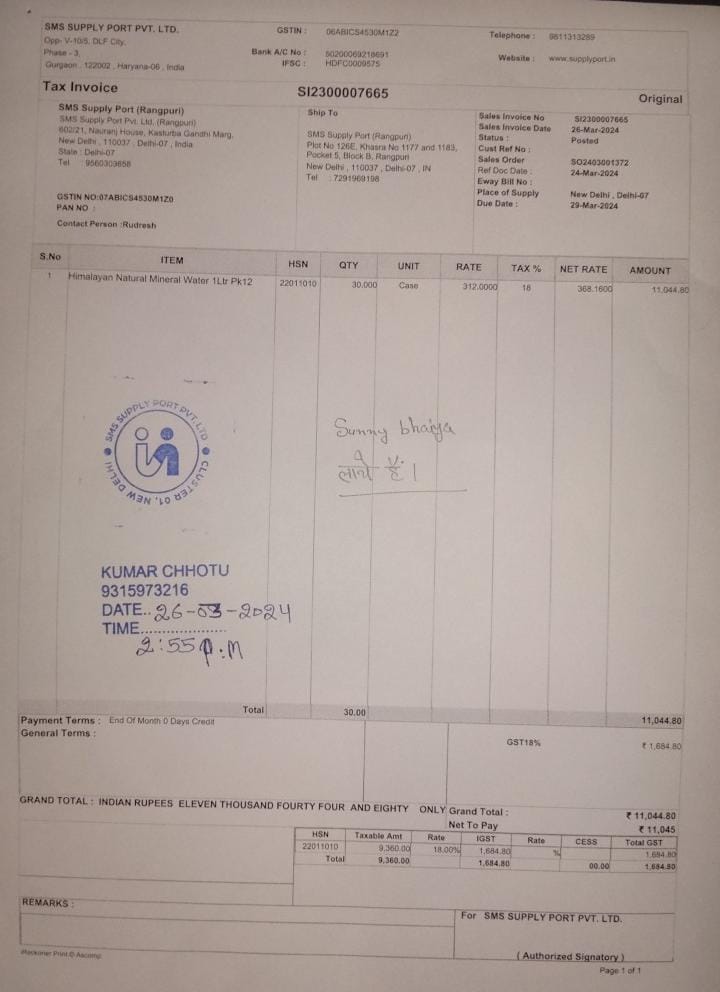 SMS SUPPLY PORT PVT. LTD.
Opp- V-10/5, DLF City,
Phase - 3,
Gurgaon , 122002 , Haryana-06 , India
GSTIN : 06ABICS4530M1Z2
Bank A/C No : 50200069218691
IFSC : HDFC0009575
Telephone : 9811313289
Website : www.supplyport.in
Tax Invoice
SI2300007665
Original
SMS Supply Port (Rangpuri)
SMS Supply Port Pvt. Ltd, (Rangpuri)
602/21, Nauranj House, Kasturba Gandhi Marg,
New Delhi , 110037 , Delhi-07 , India
State : Delhi-07
Tel : 9560303658
GSTIN NO:07ABICS4530M1Z0
PAN NO :
Contact Person :Rudresh
Ship To
SMS Supply Port (Rangpuri)
Plot No 126E, Khasra No 1177 and 1183,
Pocket 5, Block B, Rangpuri
New Delhi , 110037 , Delhi-07 , IN
Tel : 7291969198
Sales Invoice No SI2300007665
Sales Invoice Date 26-Mar-2024
Status : Posted
Cust Ref No :
Sales Order SO2403001372
Ref Doc Date : 24-Mar-2024
Eway Bill No :
Place of Supply New Delhi , Delhi-07
Due Date : 29-Mar-2024
S.No ITEM HSN QTY UNIT RATE TAX % NET RATE AMOUNT
1 Himalayan Natural Mineral Water 1Ltr Pk12 22011010 30.000 Case 312.0000 18 368.1600 11,044.80
SMS SUPPLY PORT PVT. LTD
CLUSTER 01, NEW DELHI
Sunny bhaiya
ने
लाये हैं।
KUMAR CHHOTU
9315973216
DATE.. 26-03-2024
TIME...................
2:55 p.m
Total 30.00 11,044.80
Payment Terms : End Of Month 0 Days Credit
General Terms :
GST18% ₹ 1,684.80
GRAND TOTAL : INDIAN RUPEES ELEVEN THOUSAND FOURTY FOUR AND EIGHTY ONLY Grand Total : ₹ 11,044.80
Net To Pay ₹ 11,045
HSN Taxable Amt Rate IGST Rate CESS Total GST
22011010 9,360.00 18.00% 1,684.80 % 1,684.80
Total 9,360.00 1,684.80 00.00 1,684.80
REMARKS :
For SMS SUPPLY PORT PVT. LTD.
( Authorized Signatory )
iReckoner Print © Ascomp
Page 1 of 1